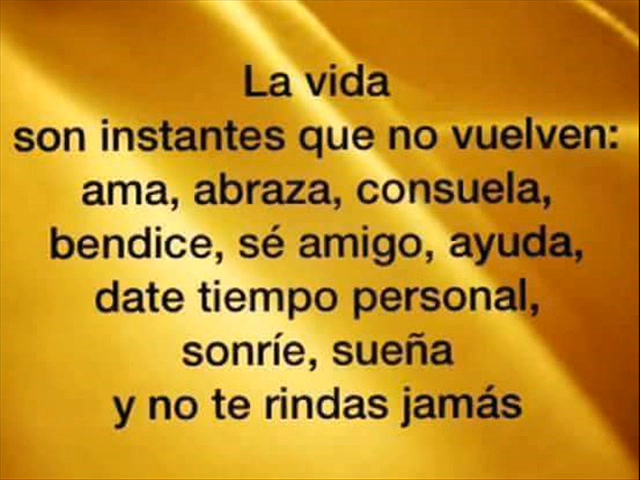 La vida
son instantes que no vuelven:
ama, abraza, consuela,
bendice, sé amigo, ayuda,
date tiempo personal,
sonríe, sueña
y no te rindas jamás